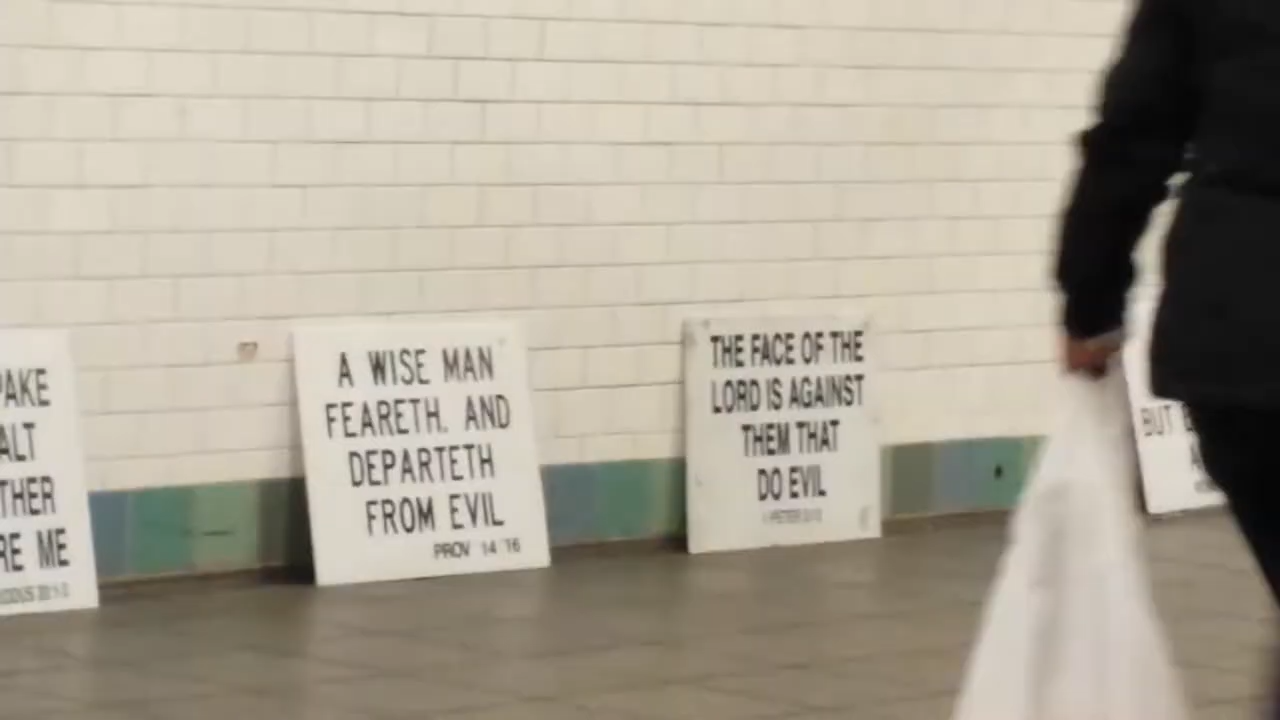 PAKE
ALT
THER
RE ME
A WISE MAN
FEARETH, AND
DEPARTETH
FROM EVIL
PROV 14 16
THE FACE OF THE
LORD IS AGAINST
THEM THAT
DO EVIL
BUT